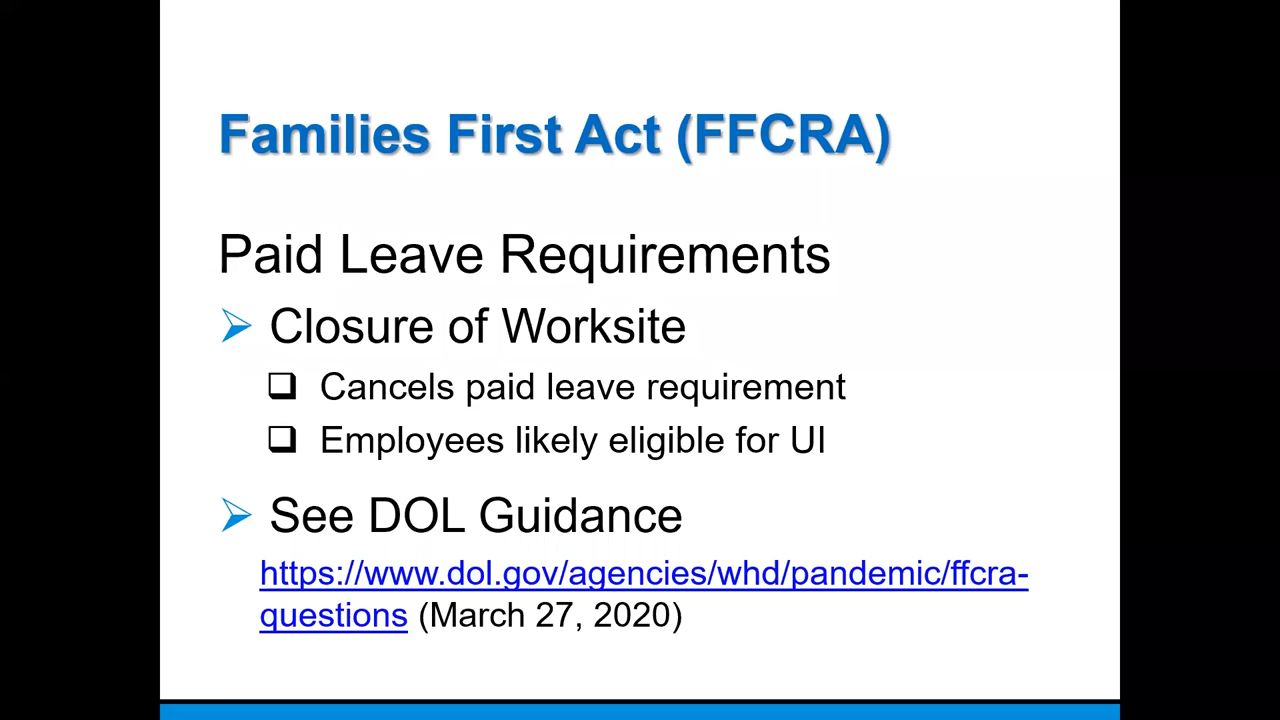 Families First Act (FFCRA)
Paid Leave Requirements
Closure of Worksite
Cancels paid leave requirement
Employees likely eligible for UI
See DOL Guidance
https://www.dol.gov/agencies/whd/pandemic/ffcra-
questions (March 27, 2020)